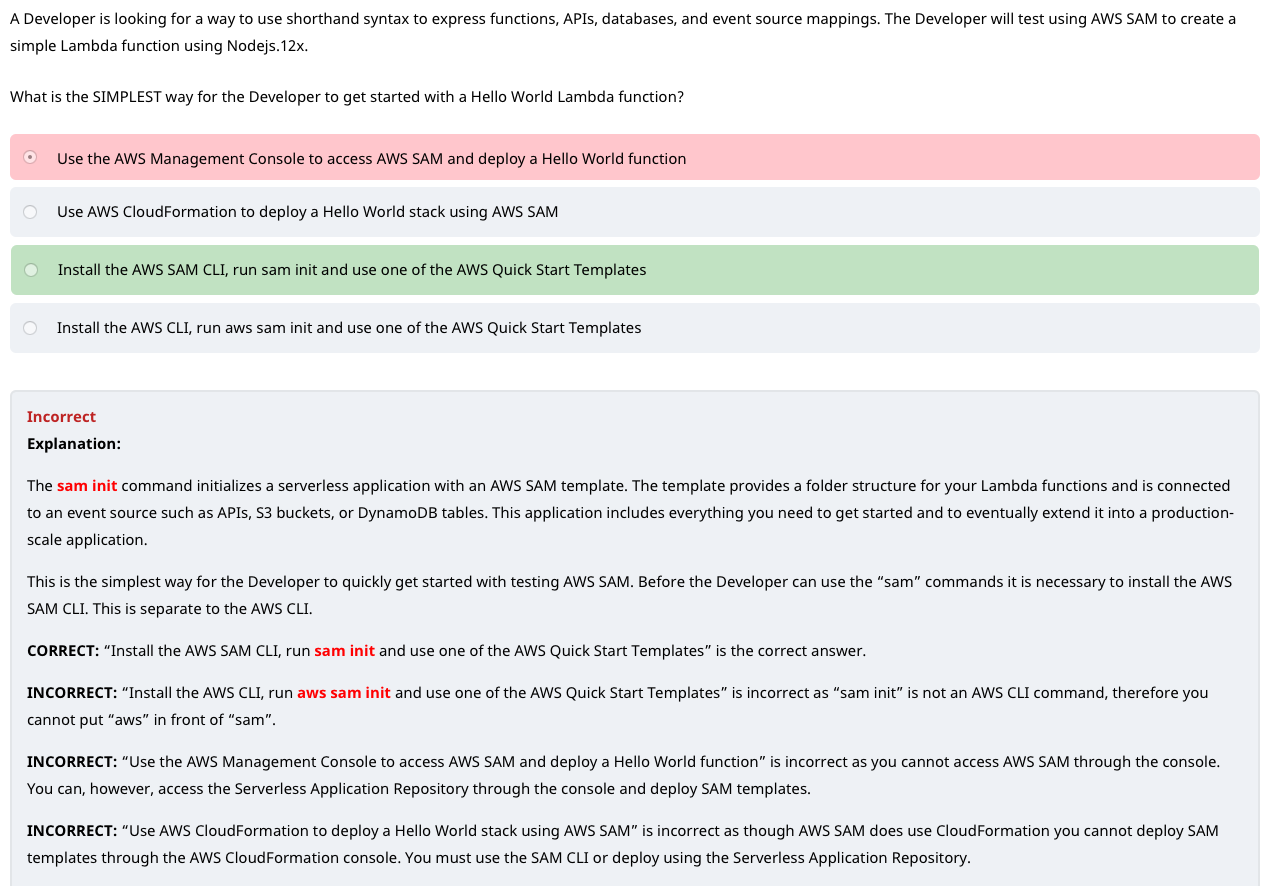 A Developer is looking for a way to use shorthand syntax to express functions, APIs, databases, and event source mappings. The Developer will test using AWS SAM to create a
simple Lambda function using Nodejs.12x.
What is the SIMPLEST way for the Developer to get started with a Hello World Lambda function?
Use the AWS Management Console to access AWS SAM and deploy a Hello World function
Use AWS CloudFormation to deploy a Hello World stack using AWS SAM
Install the AWS SAM CLI, run sam init and use one of the AWS Quick Start Templates
Install the AWS CLI, run aws sam init and use one of the AWS Quick Start Templates
Incorrect
Explanation:
The sam init command initializes a serverless application with an AWS SAM template. The template provides a folder structure for your Lambda functions and is connected
to an event source such as APIs, S3 buckets, or DynamoDB tables. This application includes everything you need to get started and to eventually extend it into a production-
scale application.
This is the simplest way for the Developer to quickly get started with testing AWS SAM. Before the Developer can use the “sam” commands it is necessary to install the AWS
SAM CLI. This is separate to the AWS CLI.
CORRECT: “Install the AWS SAM CLI, run sam init and use one of the AWS Quick Start Templates” is the correct answer.
INCORRECT: “Install the AWS CLI, run aws sam init and use one of the AWS Quick Start Templates” is incorrect as “sam init” is not an AWS CLI command, therefore you
cannot put “aws” in front of “sam”.
INCORRECT: “Use the AWS Management Console to access AWS SAM and deploy a Hello World function” is incorrect as you cannot access AWS SAM through the console.
You can, however, access the Serverless Application Repository through the console and deploy SAM templates.
INCORRECT: “Use AWS CloudFormation to deploy a Hello World stack using AWS SAM” is incorrect as though AWS SAM does use CloudFormation you cannot deploy SAM
templates through the AWS CloudFormation console. You must use the SAM CLI or deploy using the Serverless Application Repository.